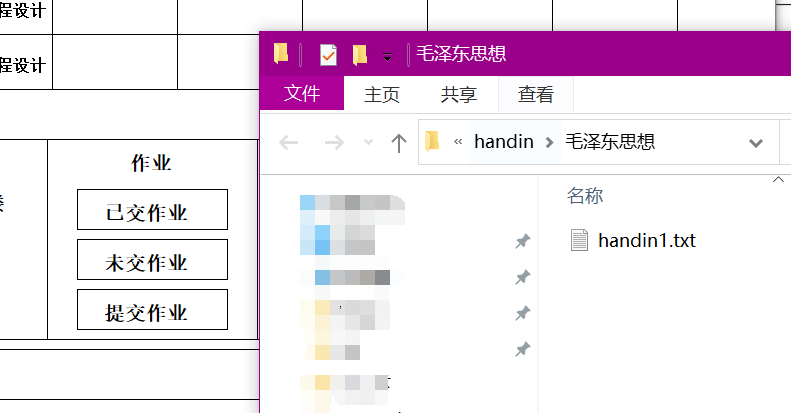 程设计
程设计
毛泽东思想
文件 主页 共享 查看
« handin > 毛泽东思想
作业
已交作业
未交作业
提交作业
名称
handin1.txt